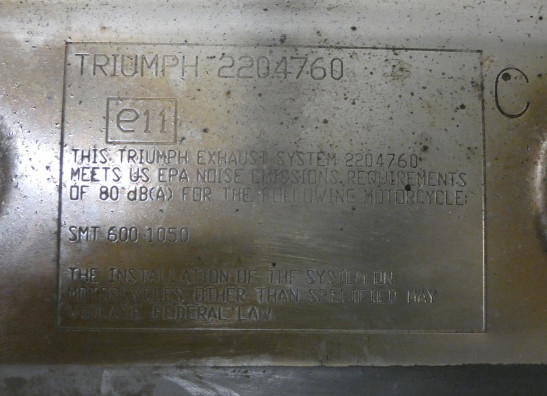 TRIUMPH 2204760
C
e11
THIS TRIUMPH EXHAUST SYSTEM 2204760
MEETS US EPA NOISE EMISSIONS REQUIREMENTS
OF 80 dB(A) FOR THE FOLLOWING MOTORCYCLE:
SMT 600 1050
THE INSTALLATION OF THE SYSTEM ON
MOTORCYCLES OTHER THAN SPECIFIED MAY
VIOLATE FEDERAL LAW